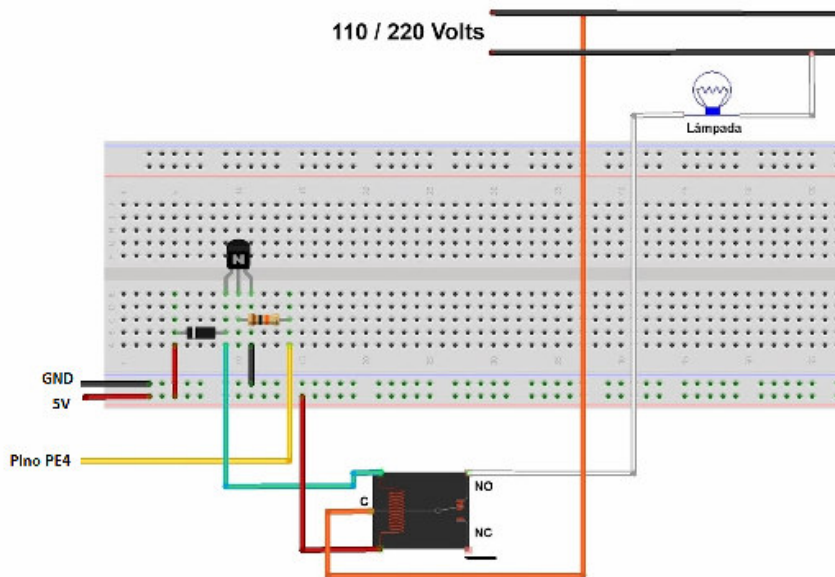 110 / 220 Volts
Lâmpada
N
GND
5V
Pino PE4
NO
C
NC